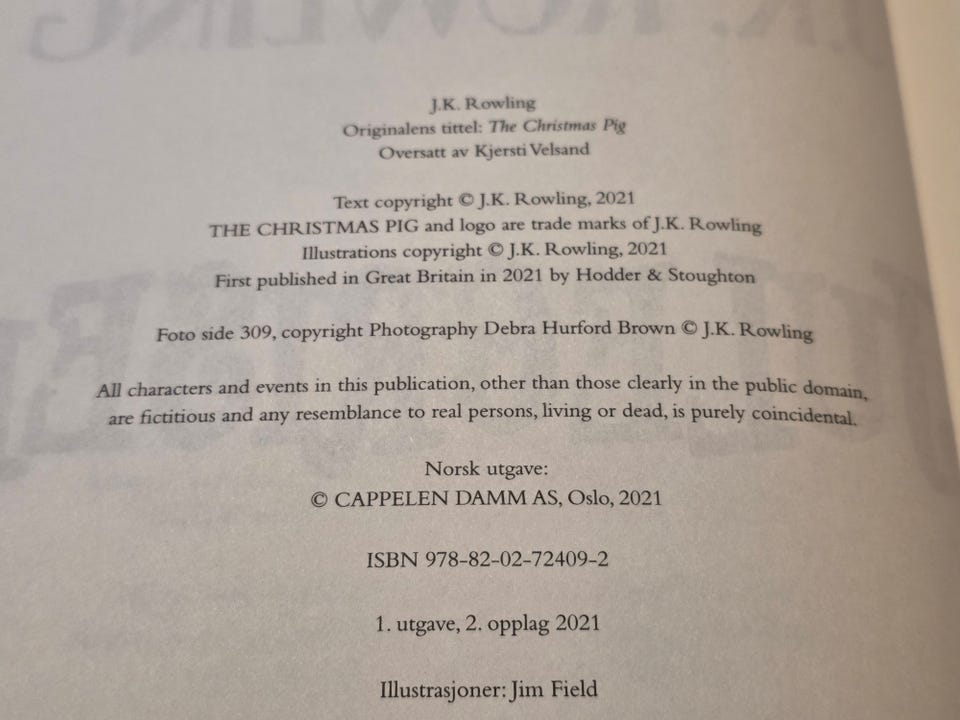 J.K. Rowling
Originalens tittel: The Christmas Pig
Oversatt av Kjersti Velsand
Text copyright © J.K. Rowling, 2021
THE CHRISTMAS PIG and logo are trade marks of J.K. Rowling
Illustrations copyright © J.K. Rowling, 2021
First published in Great Britain in 2021 by Hodder & Stoughton
Foto side 309, copyright Photography Debra Hurford Brown © J.K. Rowling
All characters and events in this publication, other than those clearly in the public domain,
are fictitious and any resemblance to real persons, living or dead, is purely coincidental.
Norsk utgave:
© CAPPELEN DAMM AS, Oslo, 2021
ISBN 978-82-02-72409-2
1. utgave, 2. opplag 2021
Illustrasjoner: Jim Field